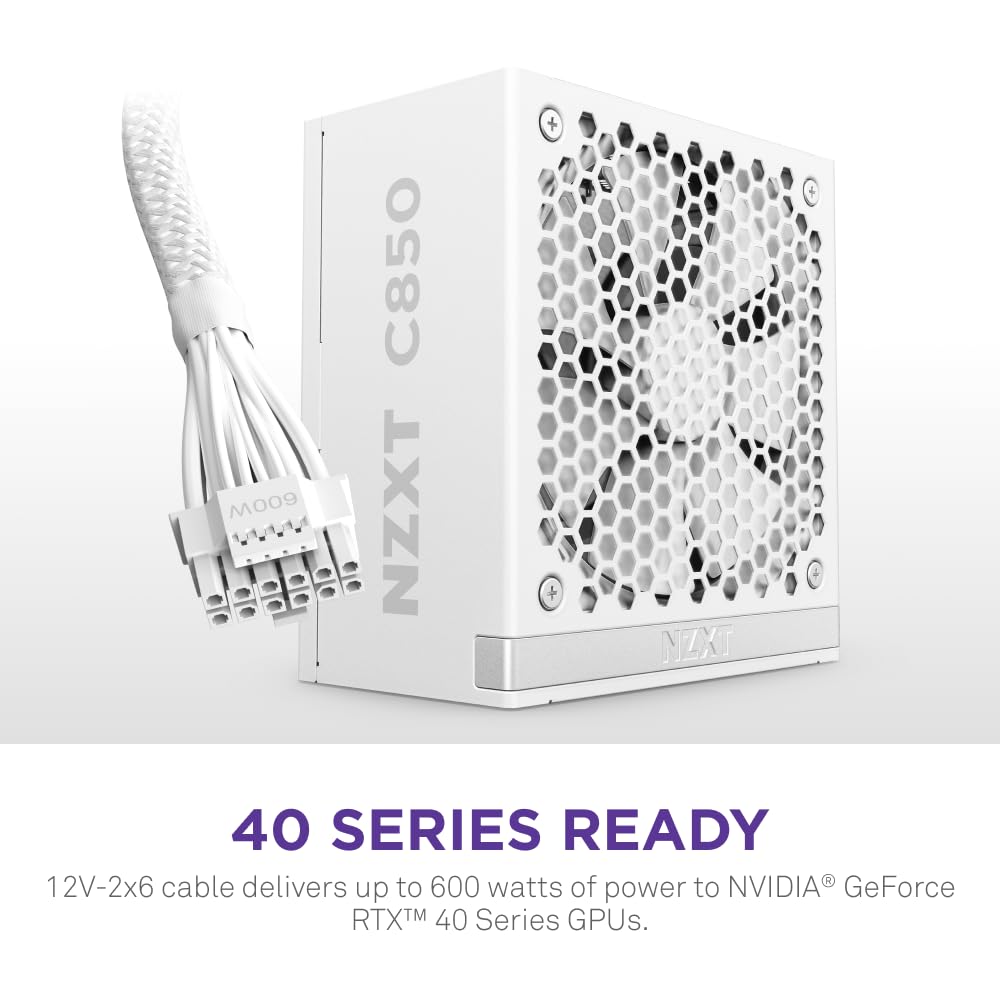 600W
NZXT C850
NZXT
40 SERIES READY
12V-2x6 cable delivers up to 600 watts of power to NVIDIA® GeForce
RTX™ 40 Series GPUs.